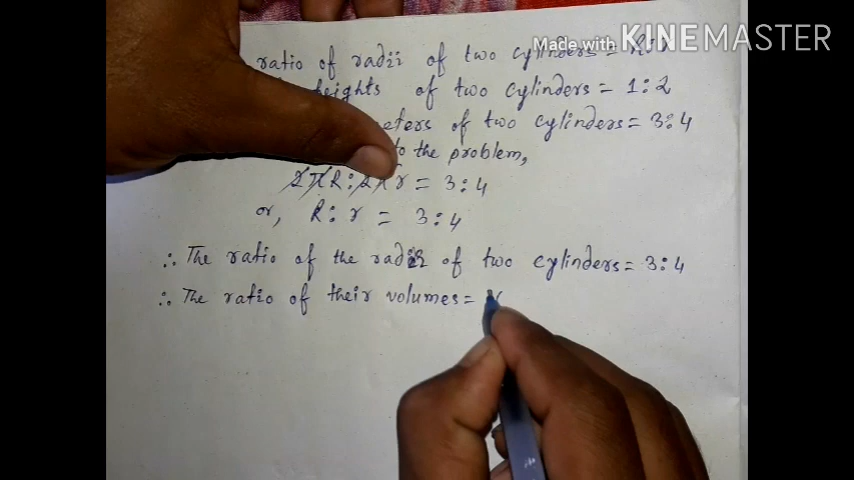 Made with KINEMASTER
ratio of radii of two cylinders = R:r
heights of two cylinders = 1:2
meters of two cylinders = 3:4
to the problem,
2πR:2πr = 3:4
or, R:r = 3:4
∴ The ratio of the radii of two cylinders = 3:4
∴ The ratio of their volumes =